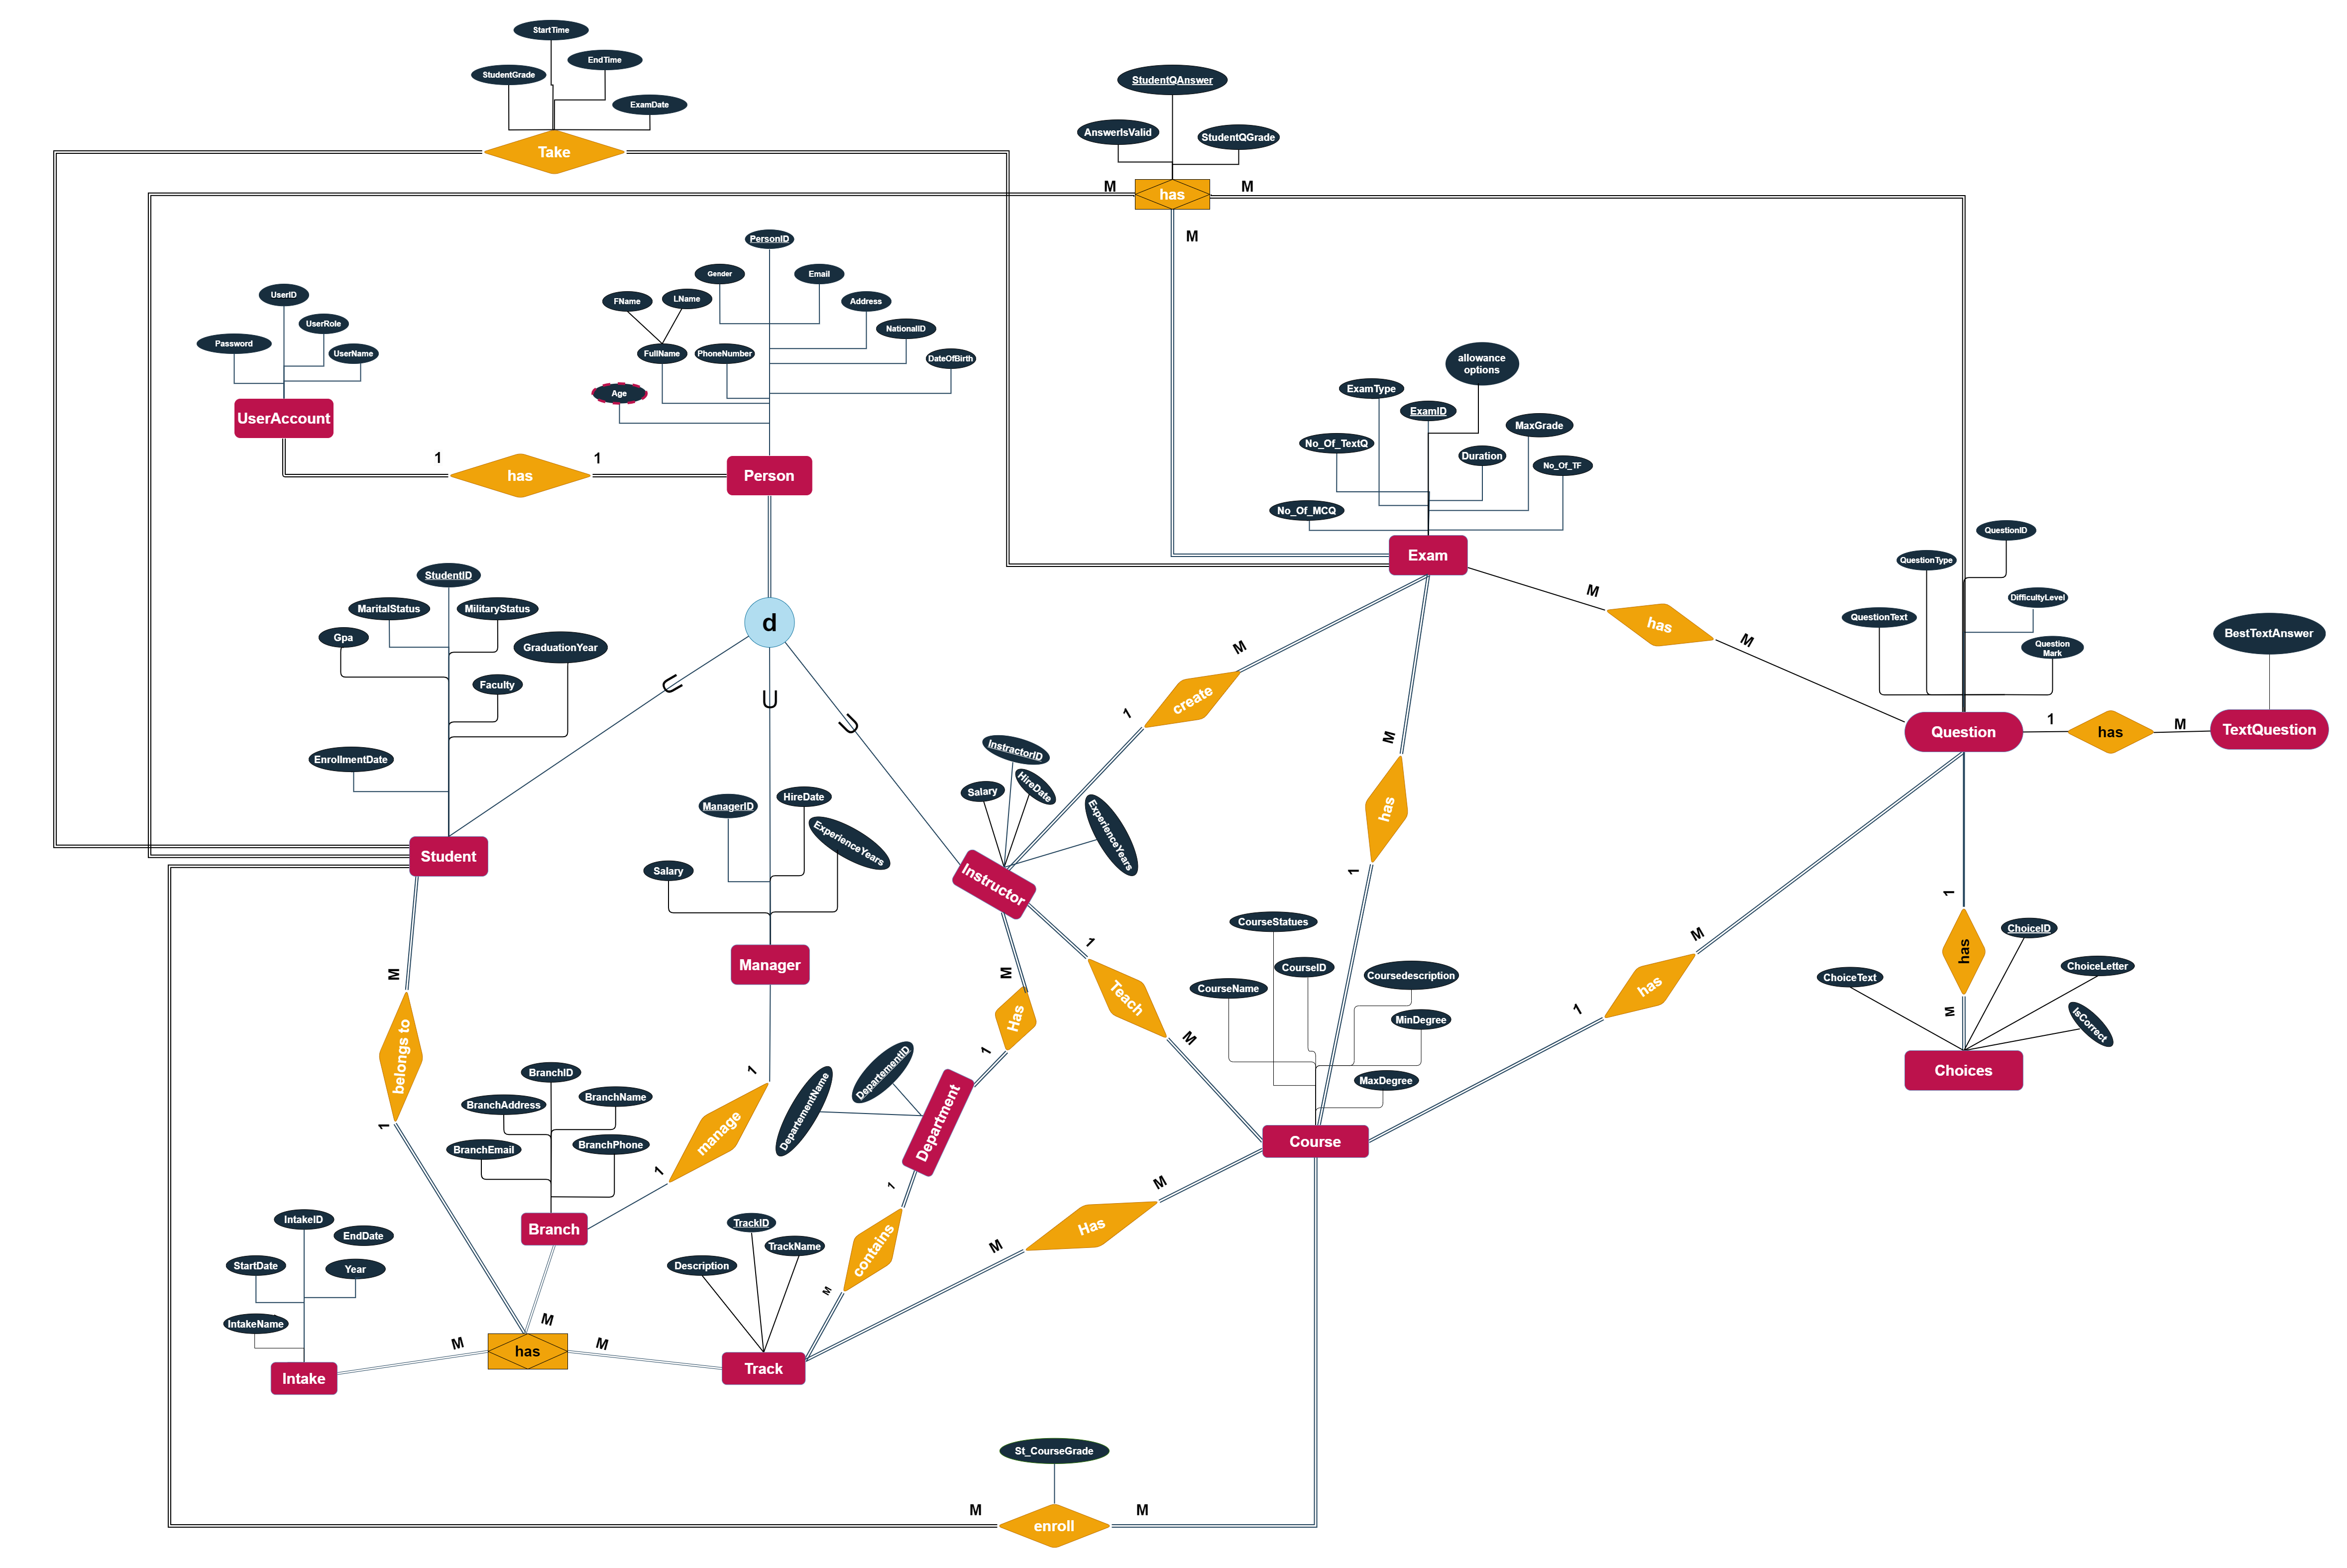 StartTime
EndTime
StudentGrade
ExamDate
Take
StudentQAnswer
AnswerIsValid
StudentQGrade
M
has
M
M
PersonID
Gender
Email
FName
LName
Address
NationalID
FullName
PhoneNumber
DateOfBirth
Age
UserID
UserRole
Password
UserName
UserAccount
1
has
1
Person
allowance
options
ExamType
ExamID
MaxGrade
No_Of_TextQ
Duration
No_Of_TF
No_Of_MCQ
Exam
M
has
M
QuestionID
QuestionType
DifficultyLevel
QuestionText
Question
Mark
BestTextAnswer
Question
1
has
M
TextQuestion
StudentID
MaritalStatus
MilitaryStatus
Gpa
GraduationYear
Faculty
EnrollmentDate
Student
d
U
U
U
M
create
1
InstractorID
Salary
HireDate
ExperienceYears
Instructor
ManagerID
HireDate
ExperienceYears
Salary
Manager
M
has
1
1
has
M
ChoiceID
ChoiceText
ChoiceLetter
IsCorrect
Choices
M
has
1
CourseStatues
CourseID
Coursedescription
CourseName
MinDegree
MaxDegree
Course
1
Teach
M
M
Has
1
DepartementID
DepartementName
Department
M
belongs to
1
BranchID
BranchAddress
BranchName
BranchEmail
BranchPhone
Branch
1
manage
1
1
contains
M
M
Has
M
TrackID
TrackName
Description
Track
IntakeID
EndDate
StartDate
Year
IntakeName
Intake
M
has
M
M
St_CourseGrade
M
enroll
M